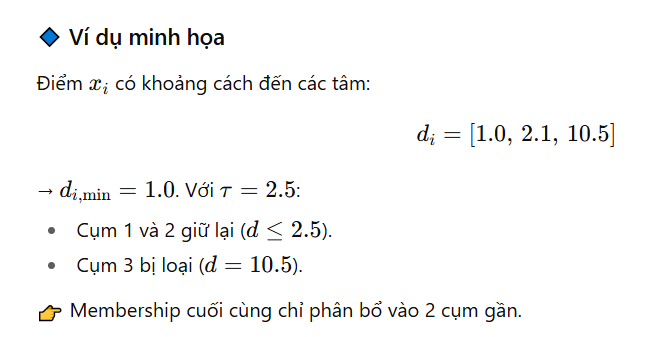 🔷 Ví dụ minh họa
Điểm $x_i$ có khoảng cách đến các tâm:
$d_i = [1.0, 2.1, 10.5]$
→ $d_{i,\min} = 1.0$. Với $\tau = 2.5$:
• Cụm 1 và 2 giữ lại ($d \leq 2.5$).
• Cụm 3 bị loại ($d = 10.5$).
👉 Membership cuối cùng chỉ phân bổ vào 2 cụm gần.